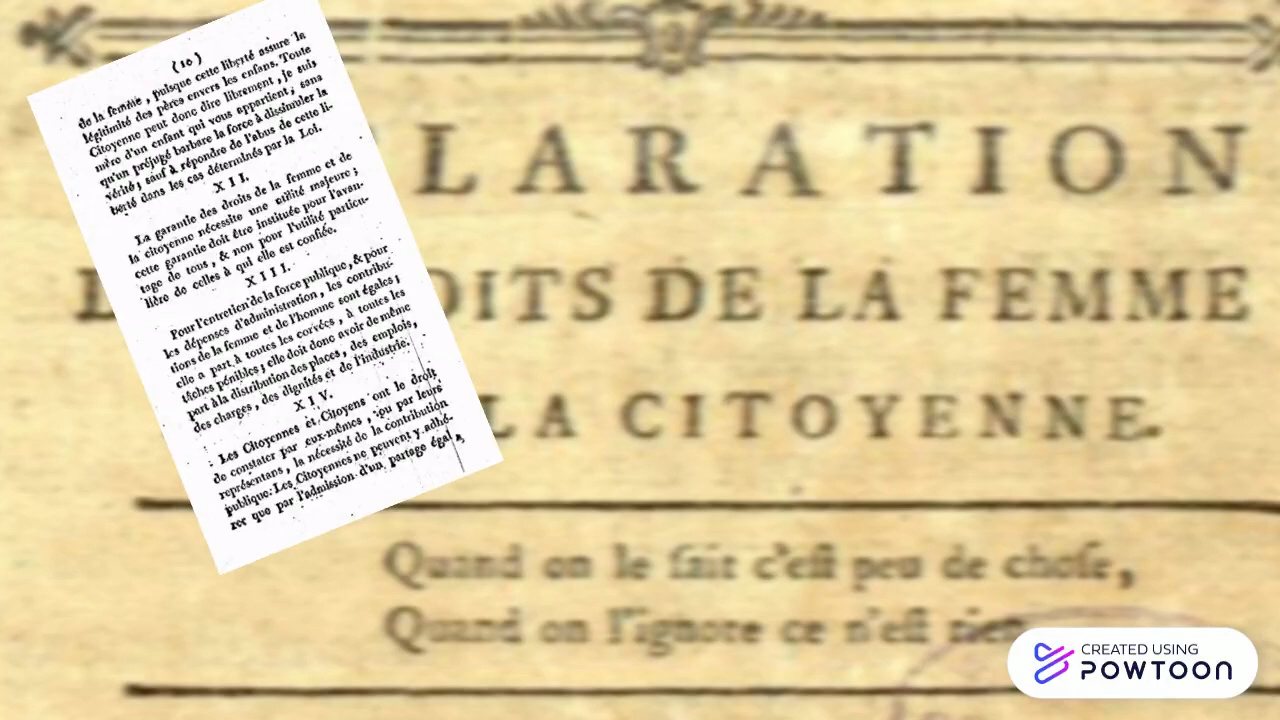 (10)
de la femme, puisque cette liberté assure la
légitimité des pères envers les enfans. Toute
Citoyenne peut donc dire librement, je suis
mère d'un enfant qui vous appartient, sans
qu'un préjugé barbare la force à dissimuler la
vérité; sauf à répondre de l'abus de cette li-
berté dans les cas déterminés par la Loi.
XII.
La garantie des droits de la femme et de
la citoyenne nécessite une utilité majeure;
cette garantie doit être instituée pour l'avan-
tage de tous, & non pour l'utilité particu-
lière de celles à qui elle est confiée.
XIII.
Pour l'entretien de la force publique, & pour
les dépenses d'administration, les contribu-
tions de la femme et de l'homme sont égales;
elle a part à toutes les corvées, à toutes les
tâches pénibles; elle doit donc avoir de même
part à la distribution des places, des emplois,
des charges, des dignités et de l'industrie.
XIV.
Les Citoyennes et Citoyens ont le droit
de constater par eux-mêmes, ou par leurs
représentans, la nécessité de la contribution
publique. Les Citoyennes ne peuvent y adhé-
rer que par l'admission d'un partage égal,
LARATION
D OITS DE LA FEMME
LA CITOYENNE.
Quand on le fait c'eſt peu de choſe,
Quand on l'ignore ce n'eſt rien
CREATED USING
POWTOON